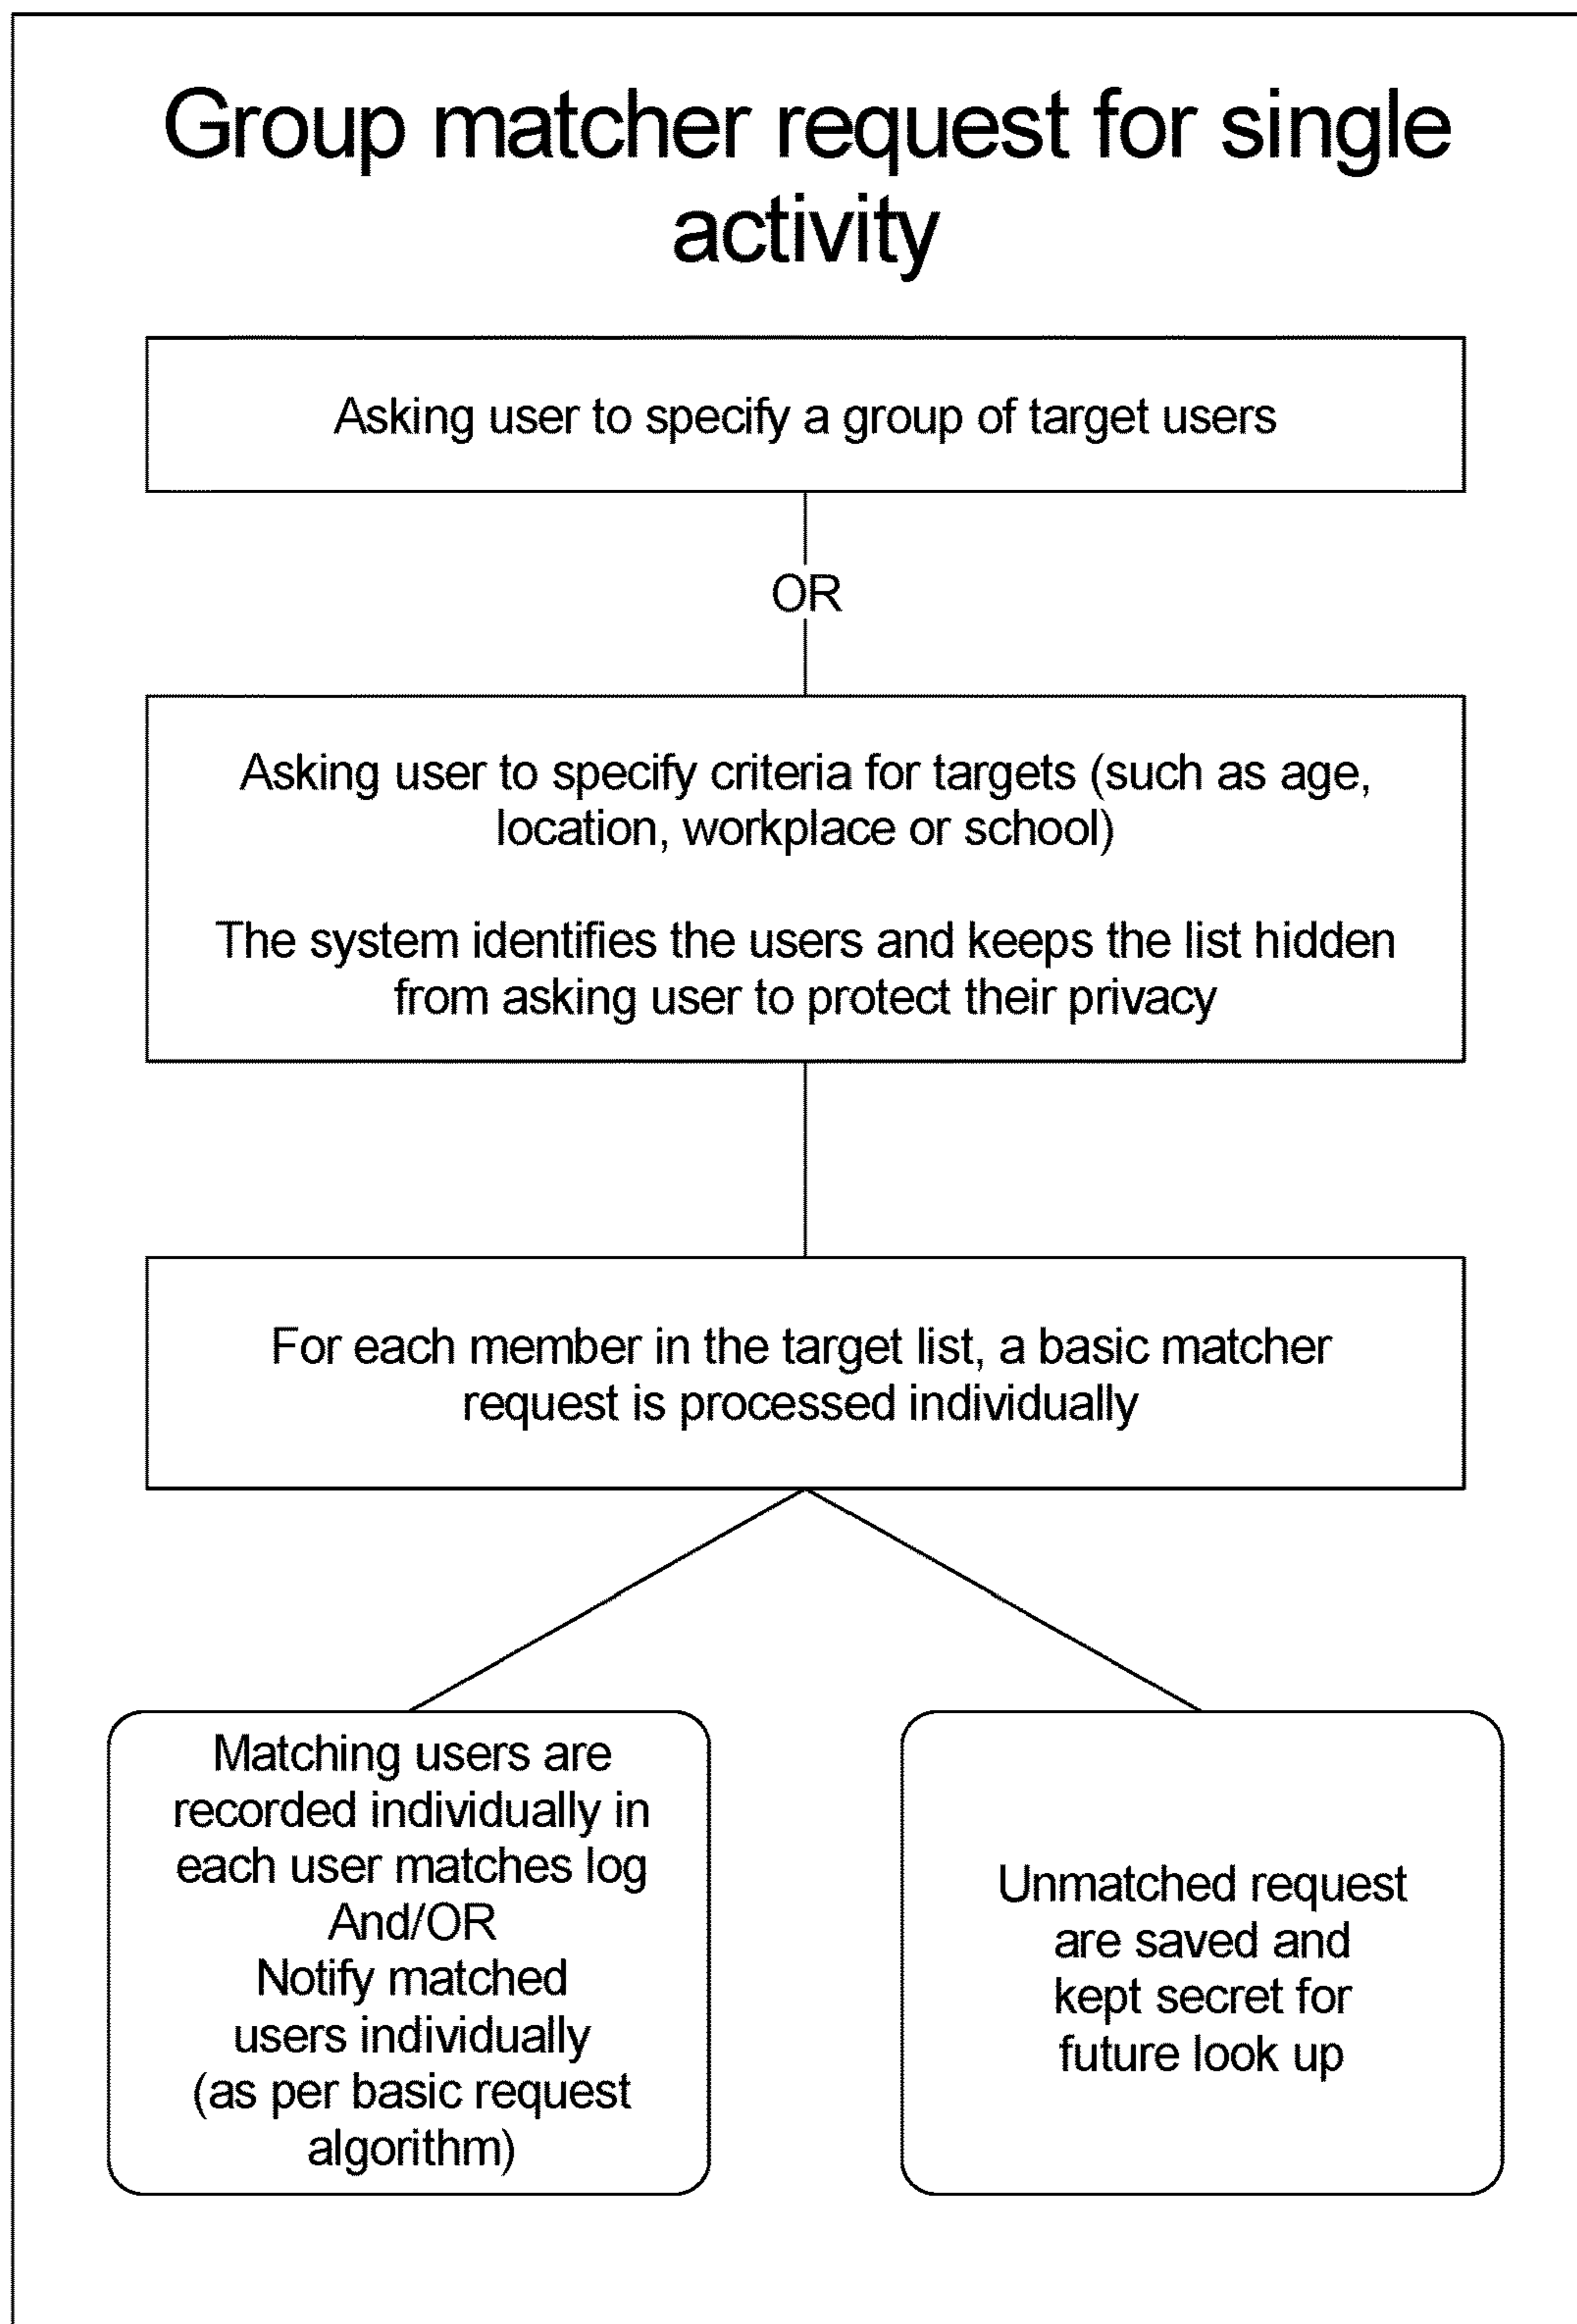 Group matcher request for single
activity
Asking user to specify a group of target users
OR
Asking user to specify criteria for targets (such as age,
location, workplace or school)
The system identifies the users and keeps the list hidden
from asking user to protect their privacy
For each member in the target list, a basic matcher
request is processed individually
Matching users are
recorded individually in
each user matches log
And/OR
Notify matched
users individually
(as per basic request
algorithm)
Unmatched request
are saved and
kept secret for
future look up